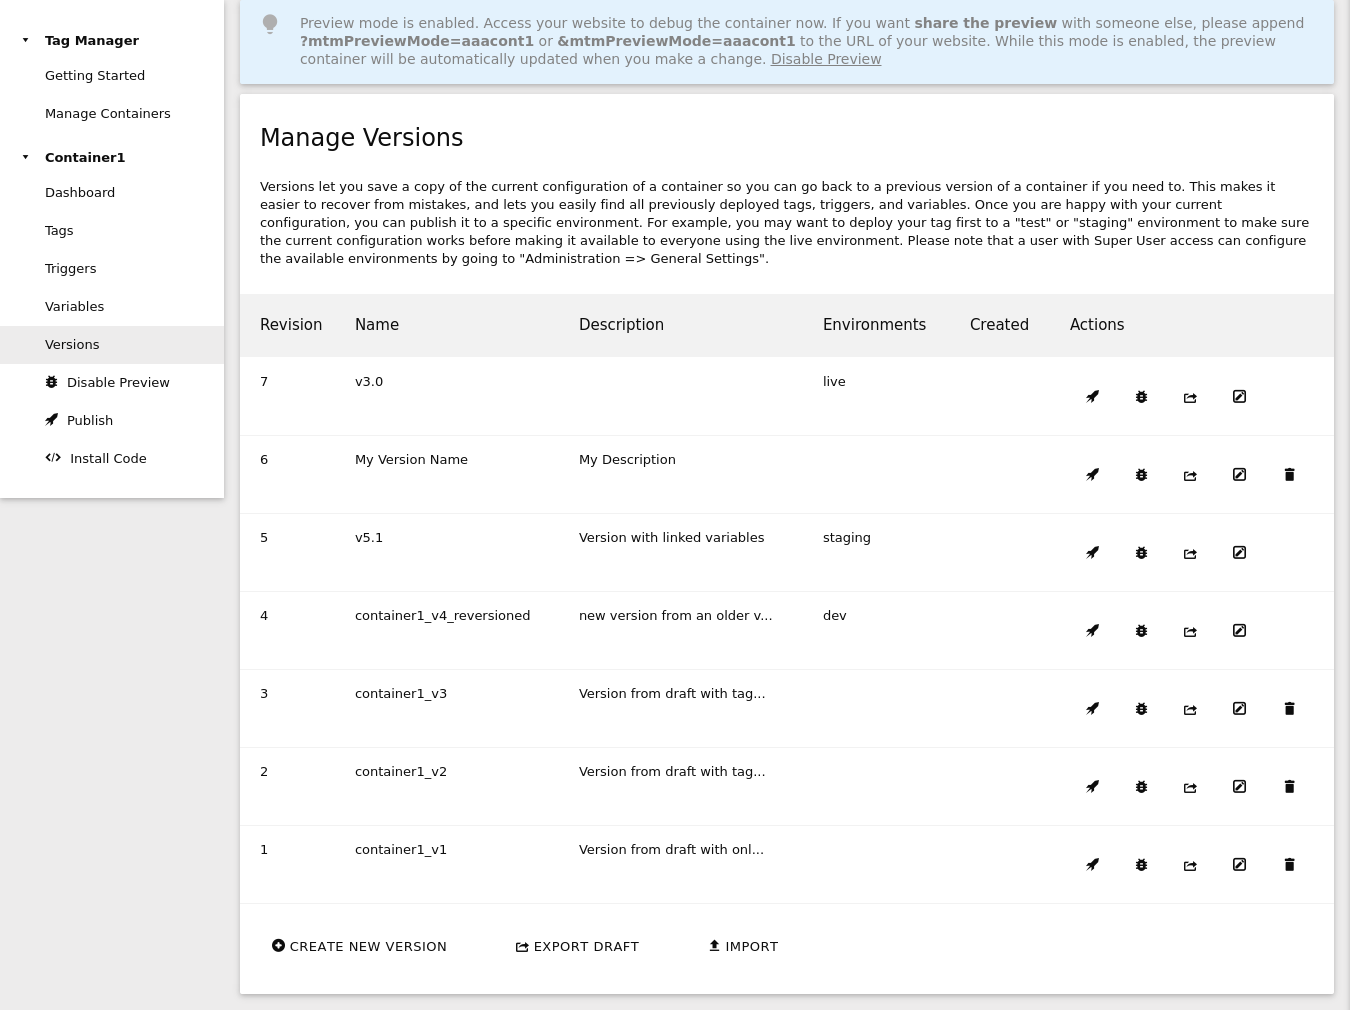 Tag Manager
Getting Started
Manage Containers
Container1
Dashboard
Tags
Triggers
Variables
Versions
Disable Preview
Publish
Install Code
Preview mode is enabled. Access your website to debug the container now. If you want share the preview with someone else, please append
?mtmPreviewMode=aaacont1 or &mtmPreviewMode=aaacont1 to the URL of your website. While this mode is enabled, the preview
container will be automatically updated when you make a change. Disable Preview
Manage Versions
Versions let you save a copy of the current configuration of a container so you can go back to a previous version of a container if you need to. This makes it
easier to recover from mistakes, and lets you easily find all previously deployed tags, triggers, and variables. Once you are happy with your current
configuration, you can publish it to a specific environment. For example, you may want to deploy your tag first to a "test" or "staging" environment to make sure
the current configuration works before making it available to everyone using the live environment. Please note that a user with Super User access can configure
the available environments by going to "Administration => General Settings".
Revision Name Description Environments Created Actions
7 v3.0 live
6 My Version Name My Description
5 v5.1 Version with linked variables staging
4 container1_v4_reversioned new version from an older v... dev
3 container1_v3 Version from draft with tag...
2 container1_v2 Version from draft with tag...
1 container1_v1 Version from draft with onl...
CREATE NEW VERSION EXPORT DRAFT IMPORT